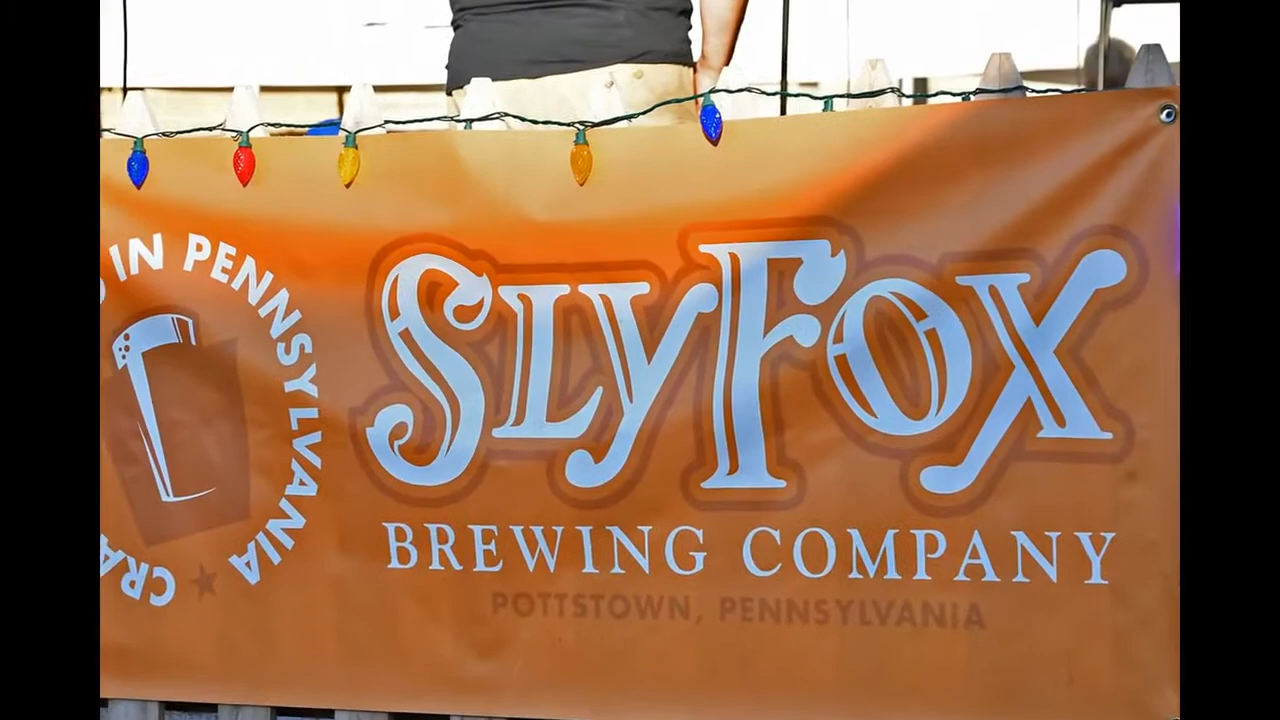 IN PENNSYLVANIA
CRA
SLYFOX
BREWING COMPANY
POTTSTOWN, PENNSYLVANIA